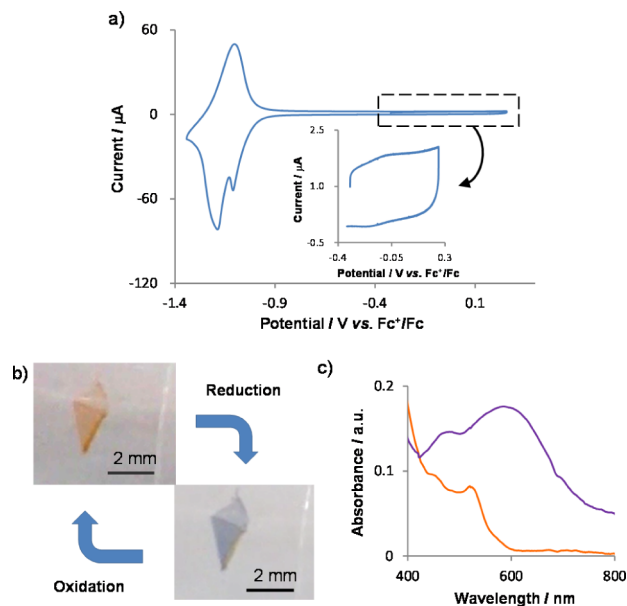 a)
60
0
-60
-120
Current / µA
-1.4
-0.9
-0.4
0.1
Potential / V vs. Fc⁺/Fc
2.5
1.0
-0.5
Current / µA
-0.4
-0.05
0.3
Potential / V vs. Fc⁺/Fc
b)
2 mm
Reduction
2 mm
Oxidation
c)
0.2
0.1
0
Absorbance / a.u.
400
600
800
Wavelength / nm